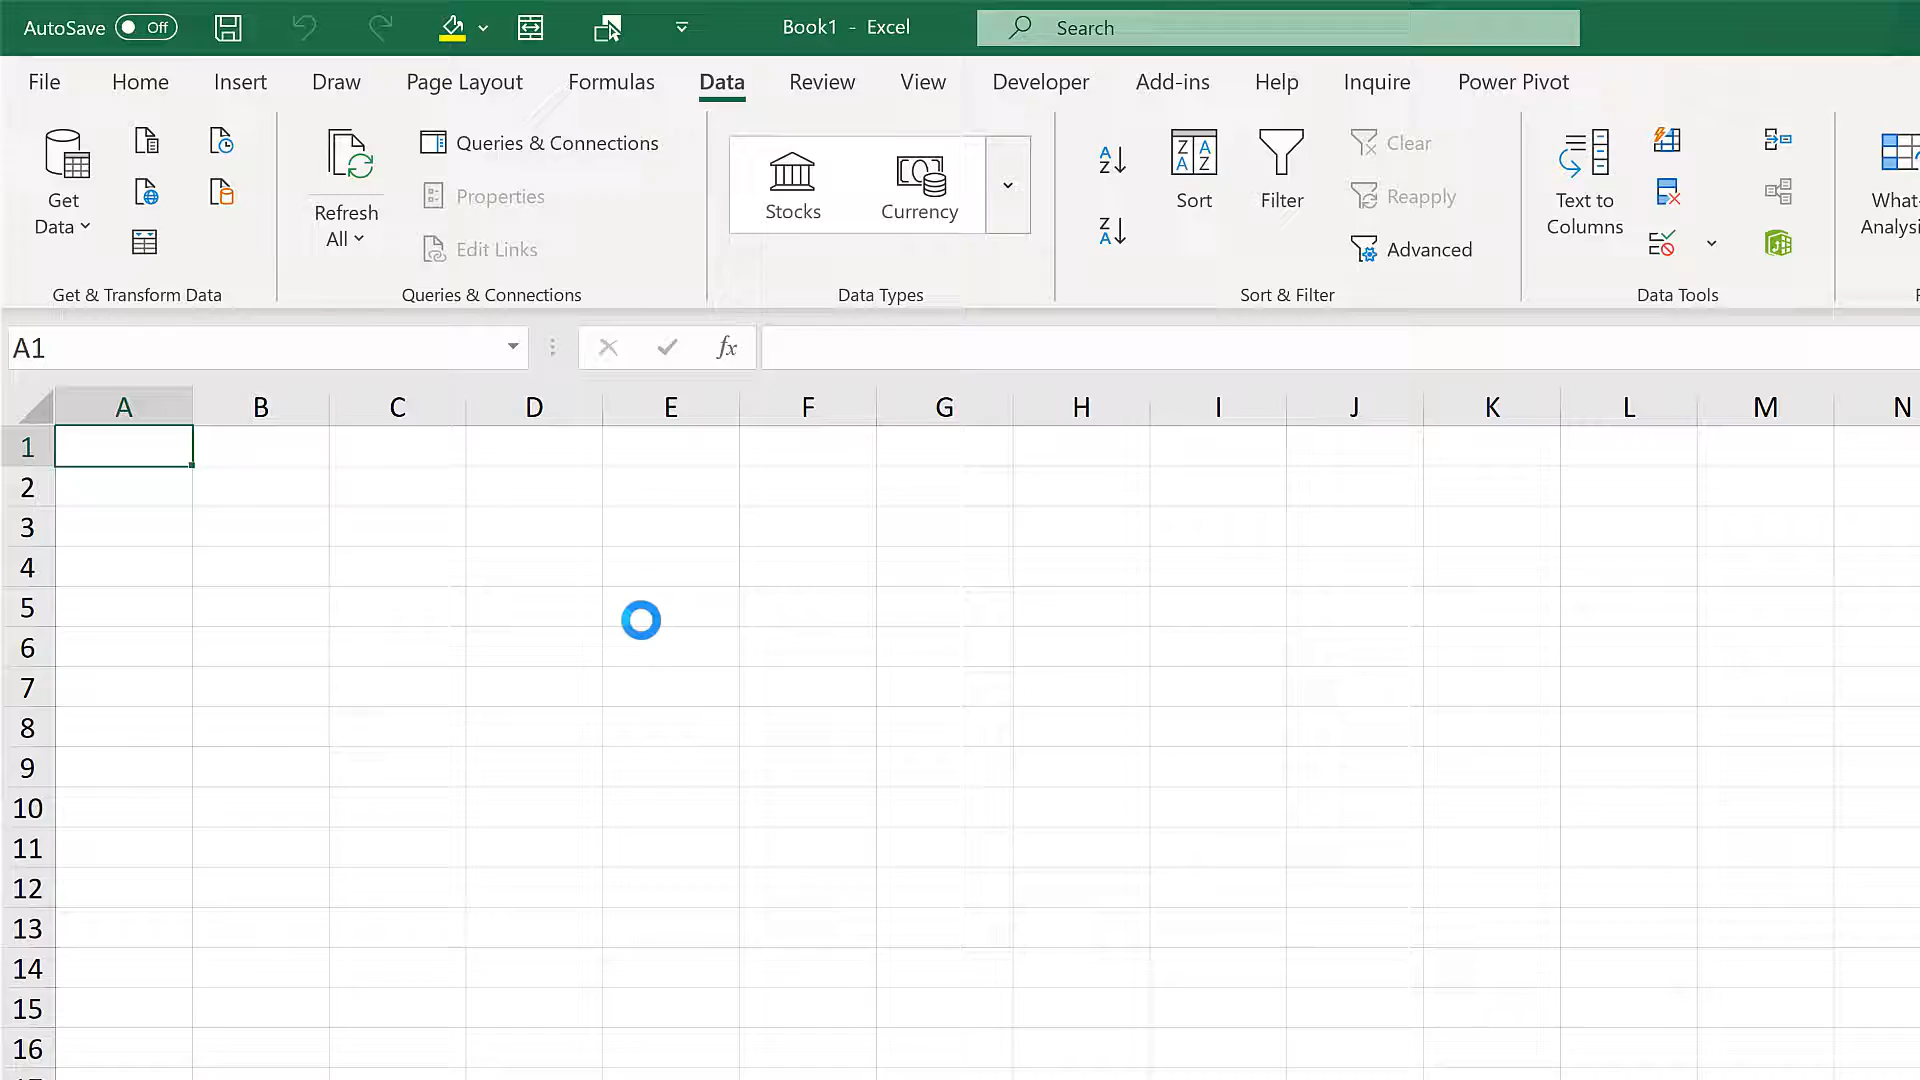 AutoSave Off Book1 - Excel Search
File Home Insert Draw Page Layout Formulas Data Review View Developer Add-ins Help Inquire Power Pivot
Get Data
Refresh All
Queries & Connections
Properties
Edit Links
Stocks Currency
Sort Filter
Clear
Reapply
Advanced
Text to Columns
What-
Analysi
Get & Transform Data Queries & Connections Data Types Sort & Filter Data Tools
A1 fx
A B C D E F G H I J K L M N
1
2
3
4
5
6
7
8
9
10
11
12
13
14
15
16